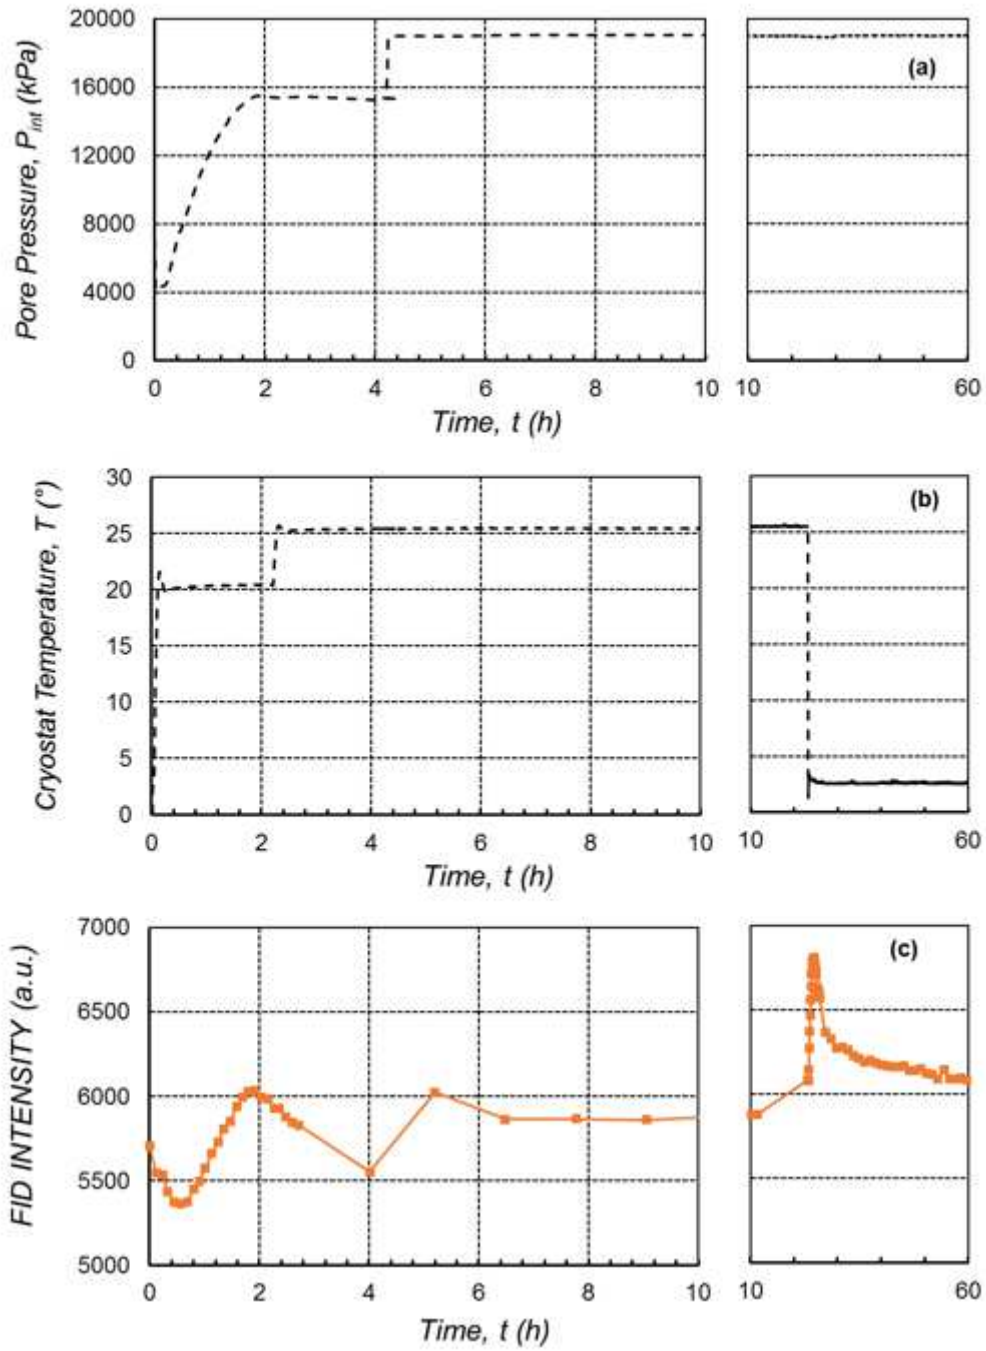 Pore Pressure, P_int (kPa)
20000
16000
12000
8000
4000
0
(a)
0 2 4 6 8 10 10 60
Time, t (h)
Cryostat Temperature, T (°)
30
25
20
15
10
5
0
(b)
0 2 4 6 8 10 10 60
Time, t (h)
FID INTENSITY (a.u.)
7000
6500
6000
5500
5000
(c)
0 2 4 6 8 10 10 60
Time, t (h)